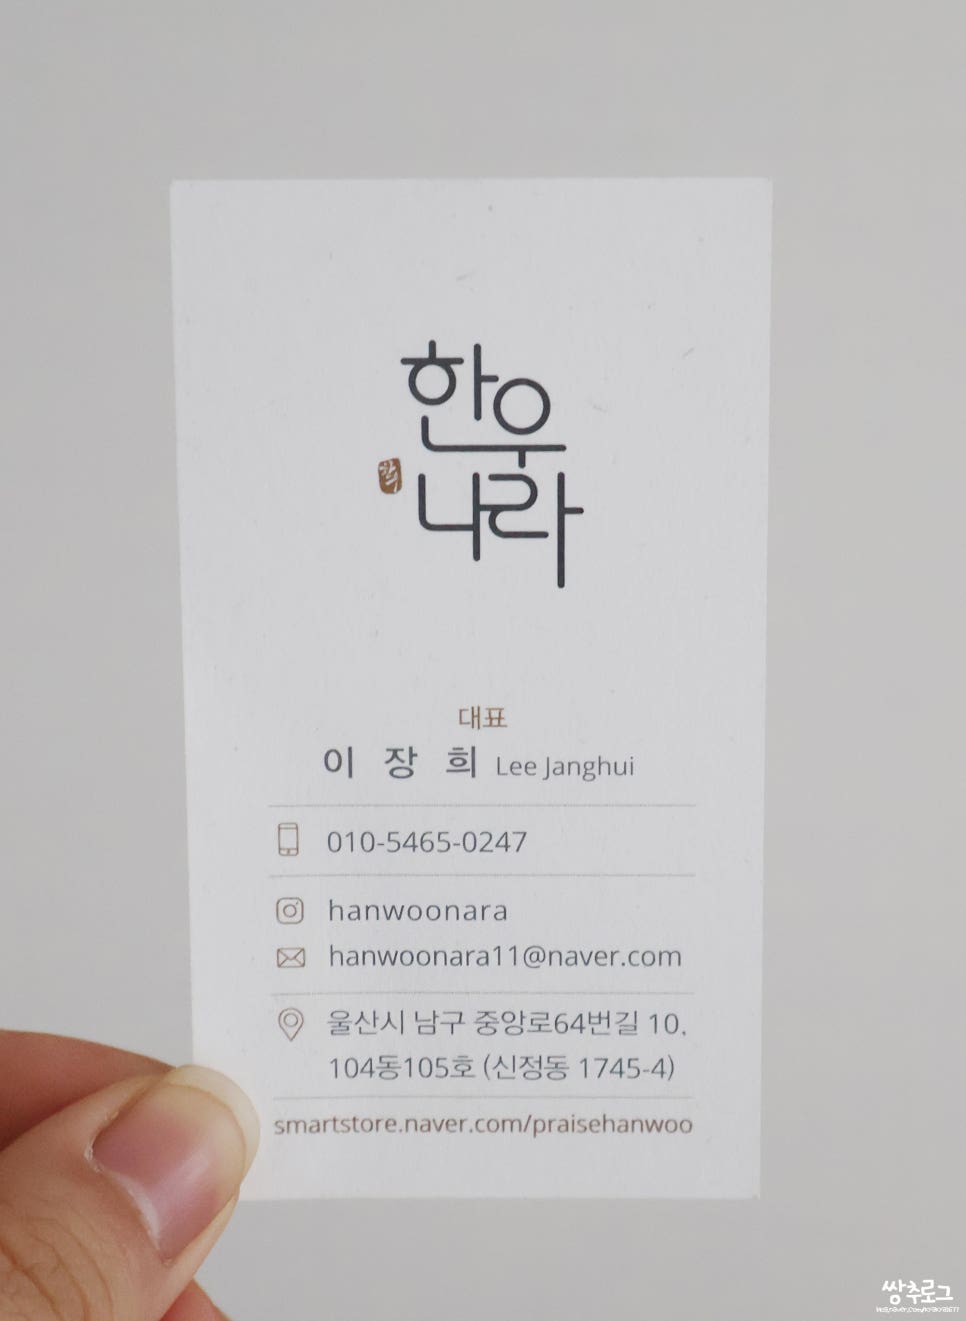 한우
나라
대표
이 장 희 Lee Janghui
010-5465-0247
hanwoonara
hanwoonara11@naver.com
울산시 남구 중앙로64번길 10,
104동105호 (신정동 1745-4)
smartstore.naver.com/praisehanwoo
쌍추로그